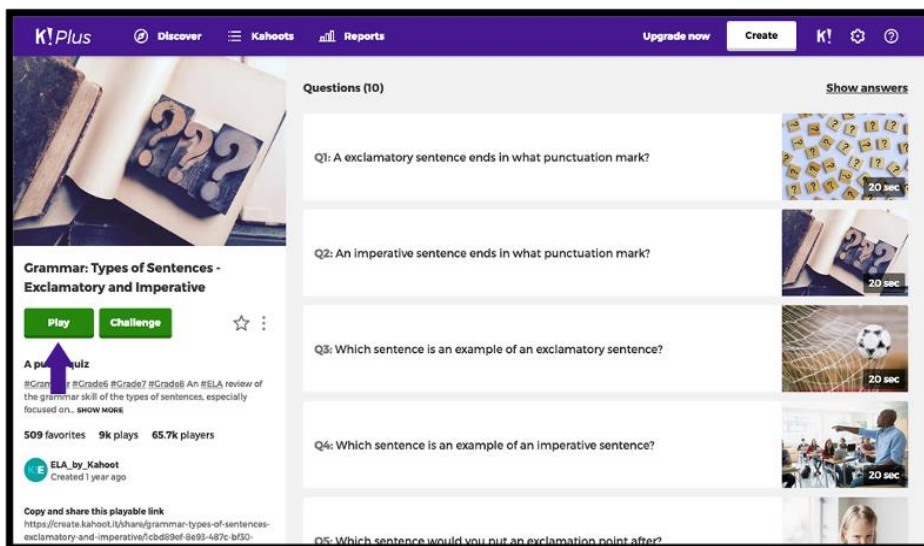 K! Plus
Discover
Kahoots
Reports
Upgrade now
Create
K!
Questions (10)
Show answers
Q1: A exclamatory sentence ends in what punctuation mark?
20 sec
Q2: An imperative sentence ends in what punctuation mark?
20 sec
Q3: Which sentence is an example of an exclamatory sentence?
20 sec
Q4: Which sentence is an example of an imperative sentence?
20 sec
Q5: Which sentence would you put an exclamation point after?
???
Grammar: Types of Sentences -
Exclamatory and Imperative
Play
Challenge
A quiz
#Grade6 #Grade7 #Grade8 An #ELA review of
the grammar skill of the types of sentences, especially
focused on... SHOW MORE
509 favorites 9k plays 65.7k players
K!E
ELA_by_Kahoot
Created 1 year ago
Copy and share this playable link
https://create.kahoot.it/share/grammar-types-of-sentences-
exclamatory-and-imperative/1cbd89ef-8e93-487c-bf30-